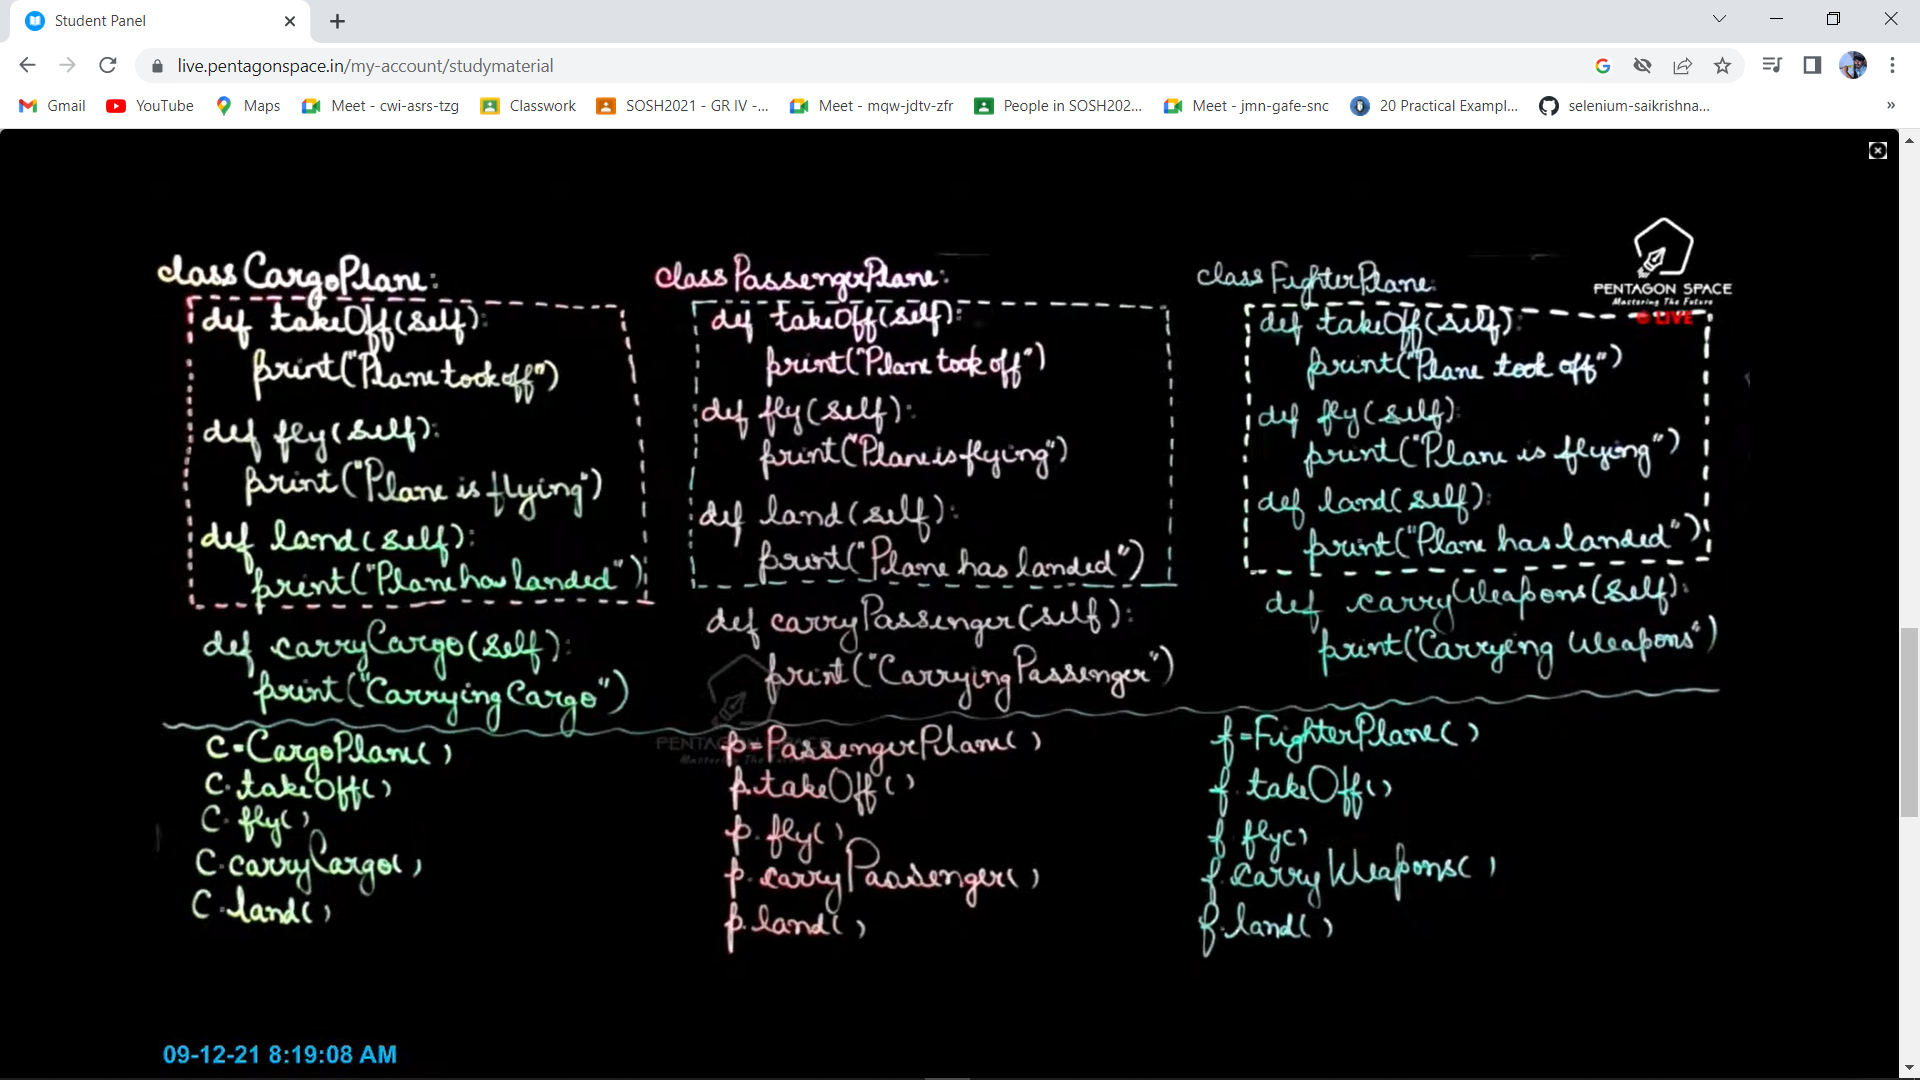 Student Panel
live.pentagonspace.in/my-account/studymaterial
Gmail YouTube Maps Meet - cwi-asrs-tzg Classwork SOSH2021 - GR IV -... Meet - mqw-jdtv-zfr People in SOSH202... Meet - jmn-gafe-snc 20 Practical Exampl... selenium-saikrishna... »
PENTAGON SPACE
Mastering The Future
LIVE
class CargoPlane:
def takeOff(self):
print("Plane took off")
def fly(self):
print("Plane is flying")
def land(self):
print("Plane has landed")
def carryCargo(self):
print("Carrying Cargo")
C=CargoPlane()
C.takeOff()
C.fly()
C.carryCargo()
C.land()
class PassengerPlane:
def takeOff(self):
print("Plane took off")
def fly(self):
print("Plane is flying")
def land(self):
print("Plane has landed")
def carryPassenger(self):
print("Carrying Passenger")
PENTAGON SPACE
Mastering The Future
p=PassengerPlane()
p.takeOff()
p.fly()
p.carryPassenger()
p.land()
class FighterPlane:
def takeOff(self):
print("Plane took off")
def fly(self):
print("Plane is flying")
def land(self):
print("Plane has landed")
def carryWeapons(self):
print("Carrying Weapons")
f=FighterPlane()
f.takeOff()
f.fly()
f.carryWeapons()
f.land()
09-12-21 8:19:08 AM